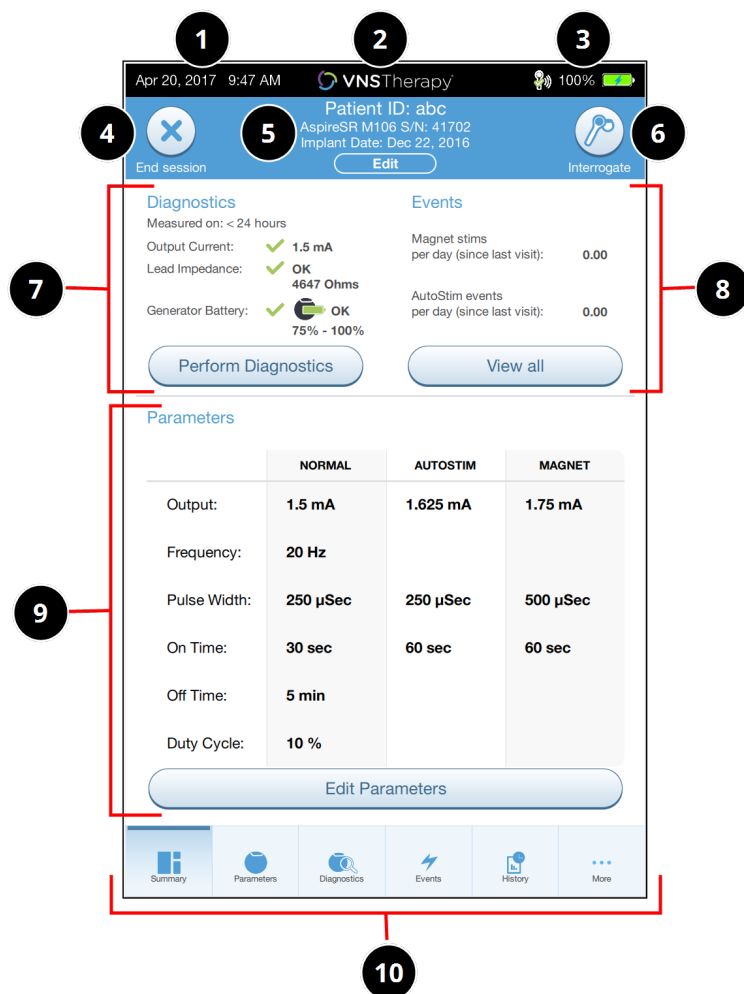 1
2
3
Apr 20, 2017 9:47 AM
VNSTherapy
100%
4
5
6
Patient ID: abc
AspireSR M106 S/N: 41702
Implant Date: Dec 22, 2016
Edit
End session
Interrogate
7
8
Diagnostics
Measured on: < 24 hours
Output Current: 1.5 mA
Lead Impedance: OK
4647 Ohms
Generator Battery: OK
75% - 100%
Perform Diagnostics
Events
Magnet stims
per day (since last visit): 0.00
AutoStim events
per day (since last visit): 0.00
View all
9
Parameters
NORMAL AUTOSTIM MAGNET
Output: 1.5 mA 1.625 mA 1.75 mA
Frequency: 20 Hz
Pulse Width: 250 µSec 250 µSec 500 µSec
On Time: 30 sec 60 sec 60 sec
Off Time: 5 min
Duty Cycle: 10 %
Edit Parameters
Summary Parameters Diagnostics Events History More
10